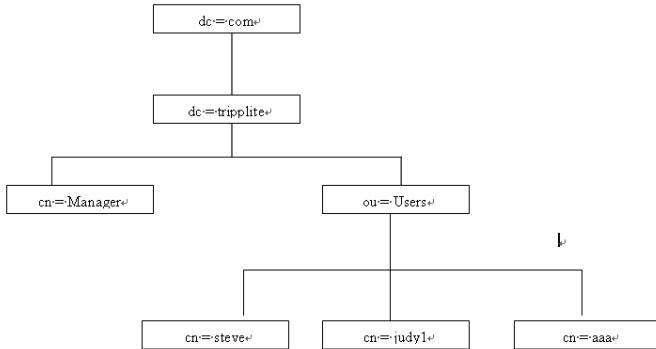 dc = com
dc = tripplite
cn = Manager
ou = Users
cn = steve
cn = judy1
cn = aaa